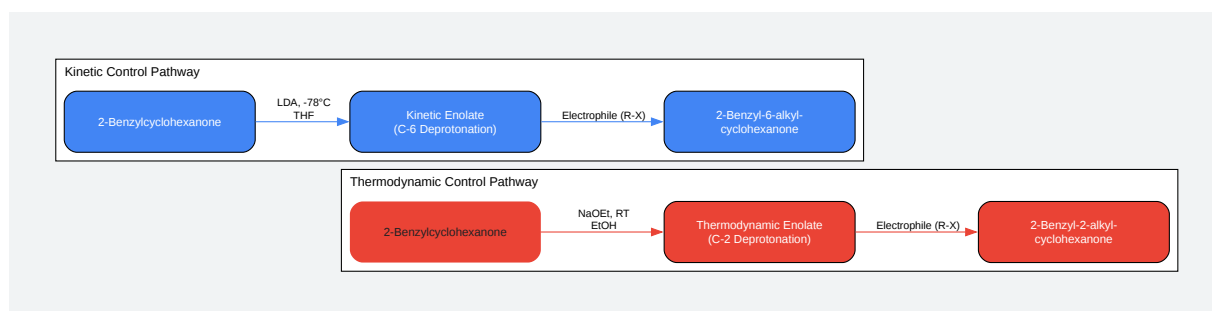 Kinetic Control Pathway
2-Benzylcyclohexanone
LDA, -78°C
THF
Kinetic Enolate
(C-6 Deprotonation)
Electrophile (R-X)
2-Benzyl-6-alkyl-
cyclohexanone
Thermodynamic Control Pathway
2-Benzylcyclohexanone
NaOEt, RT
EtOH
Thermodynamic Enolate
(C-2 Deprotonation)
Electrophile (R-X)
2-Benzyl-2-alkyl-
cyclohexanone